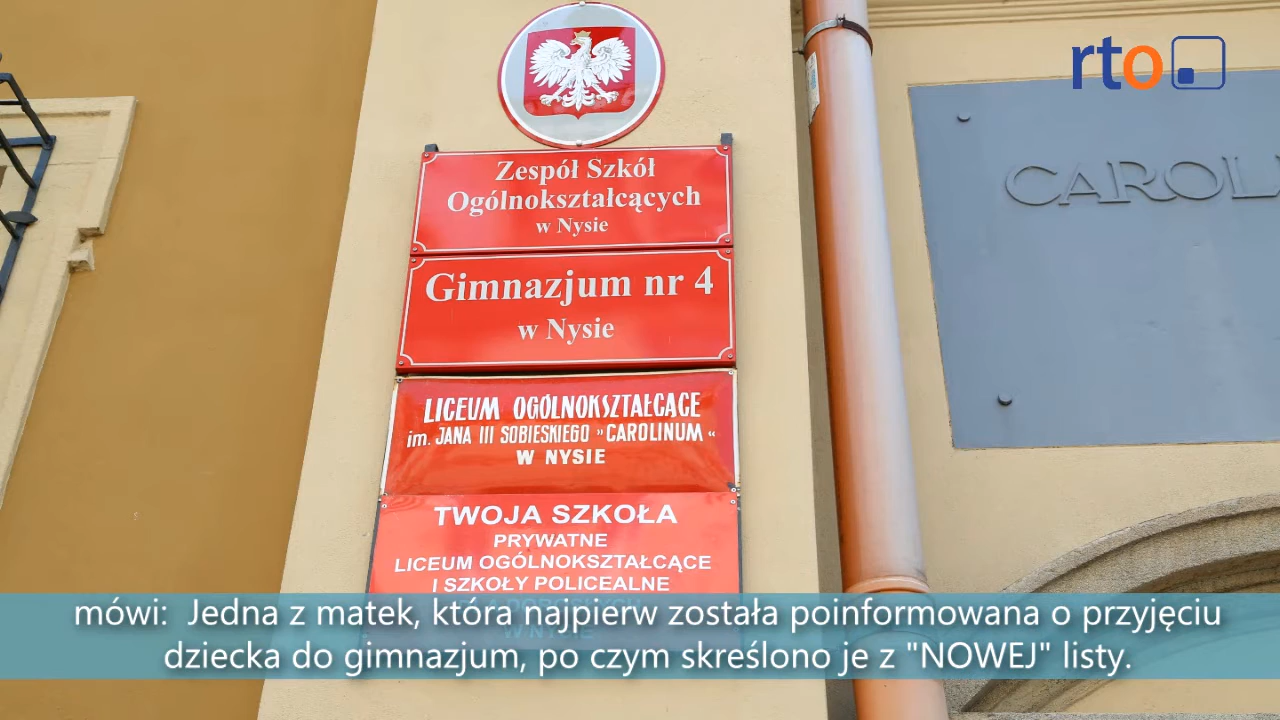 rto
CAROL
Zespół Szkół
Ogólnokształcących
w Nysie
Gimnazjum nr 4
w Nysie
LICEUM OGÓLNOKSZTAŁCĄCE
im. JANA III SOBIESKIEGO »CAROLINUM«
W NYSIE
TWOJA SZKOŁA
PRYWATNE
LICEUM OGÓLNOKSZTAŁCĄCE
I SZKOŁY POLICEALNE
mówi: Jedna z matek, która najpierw została poinformowana o przyjęciu
dziecka do gimnazjum, po czym skreślono je z "NOWEJ" listy.